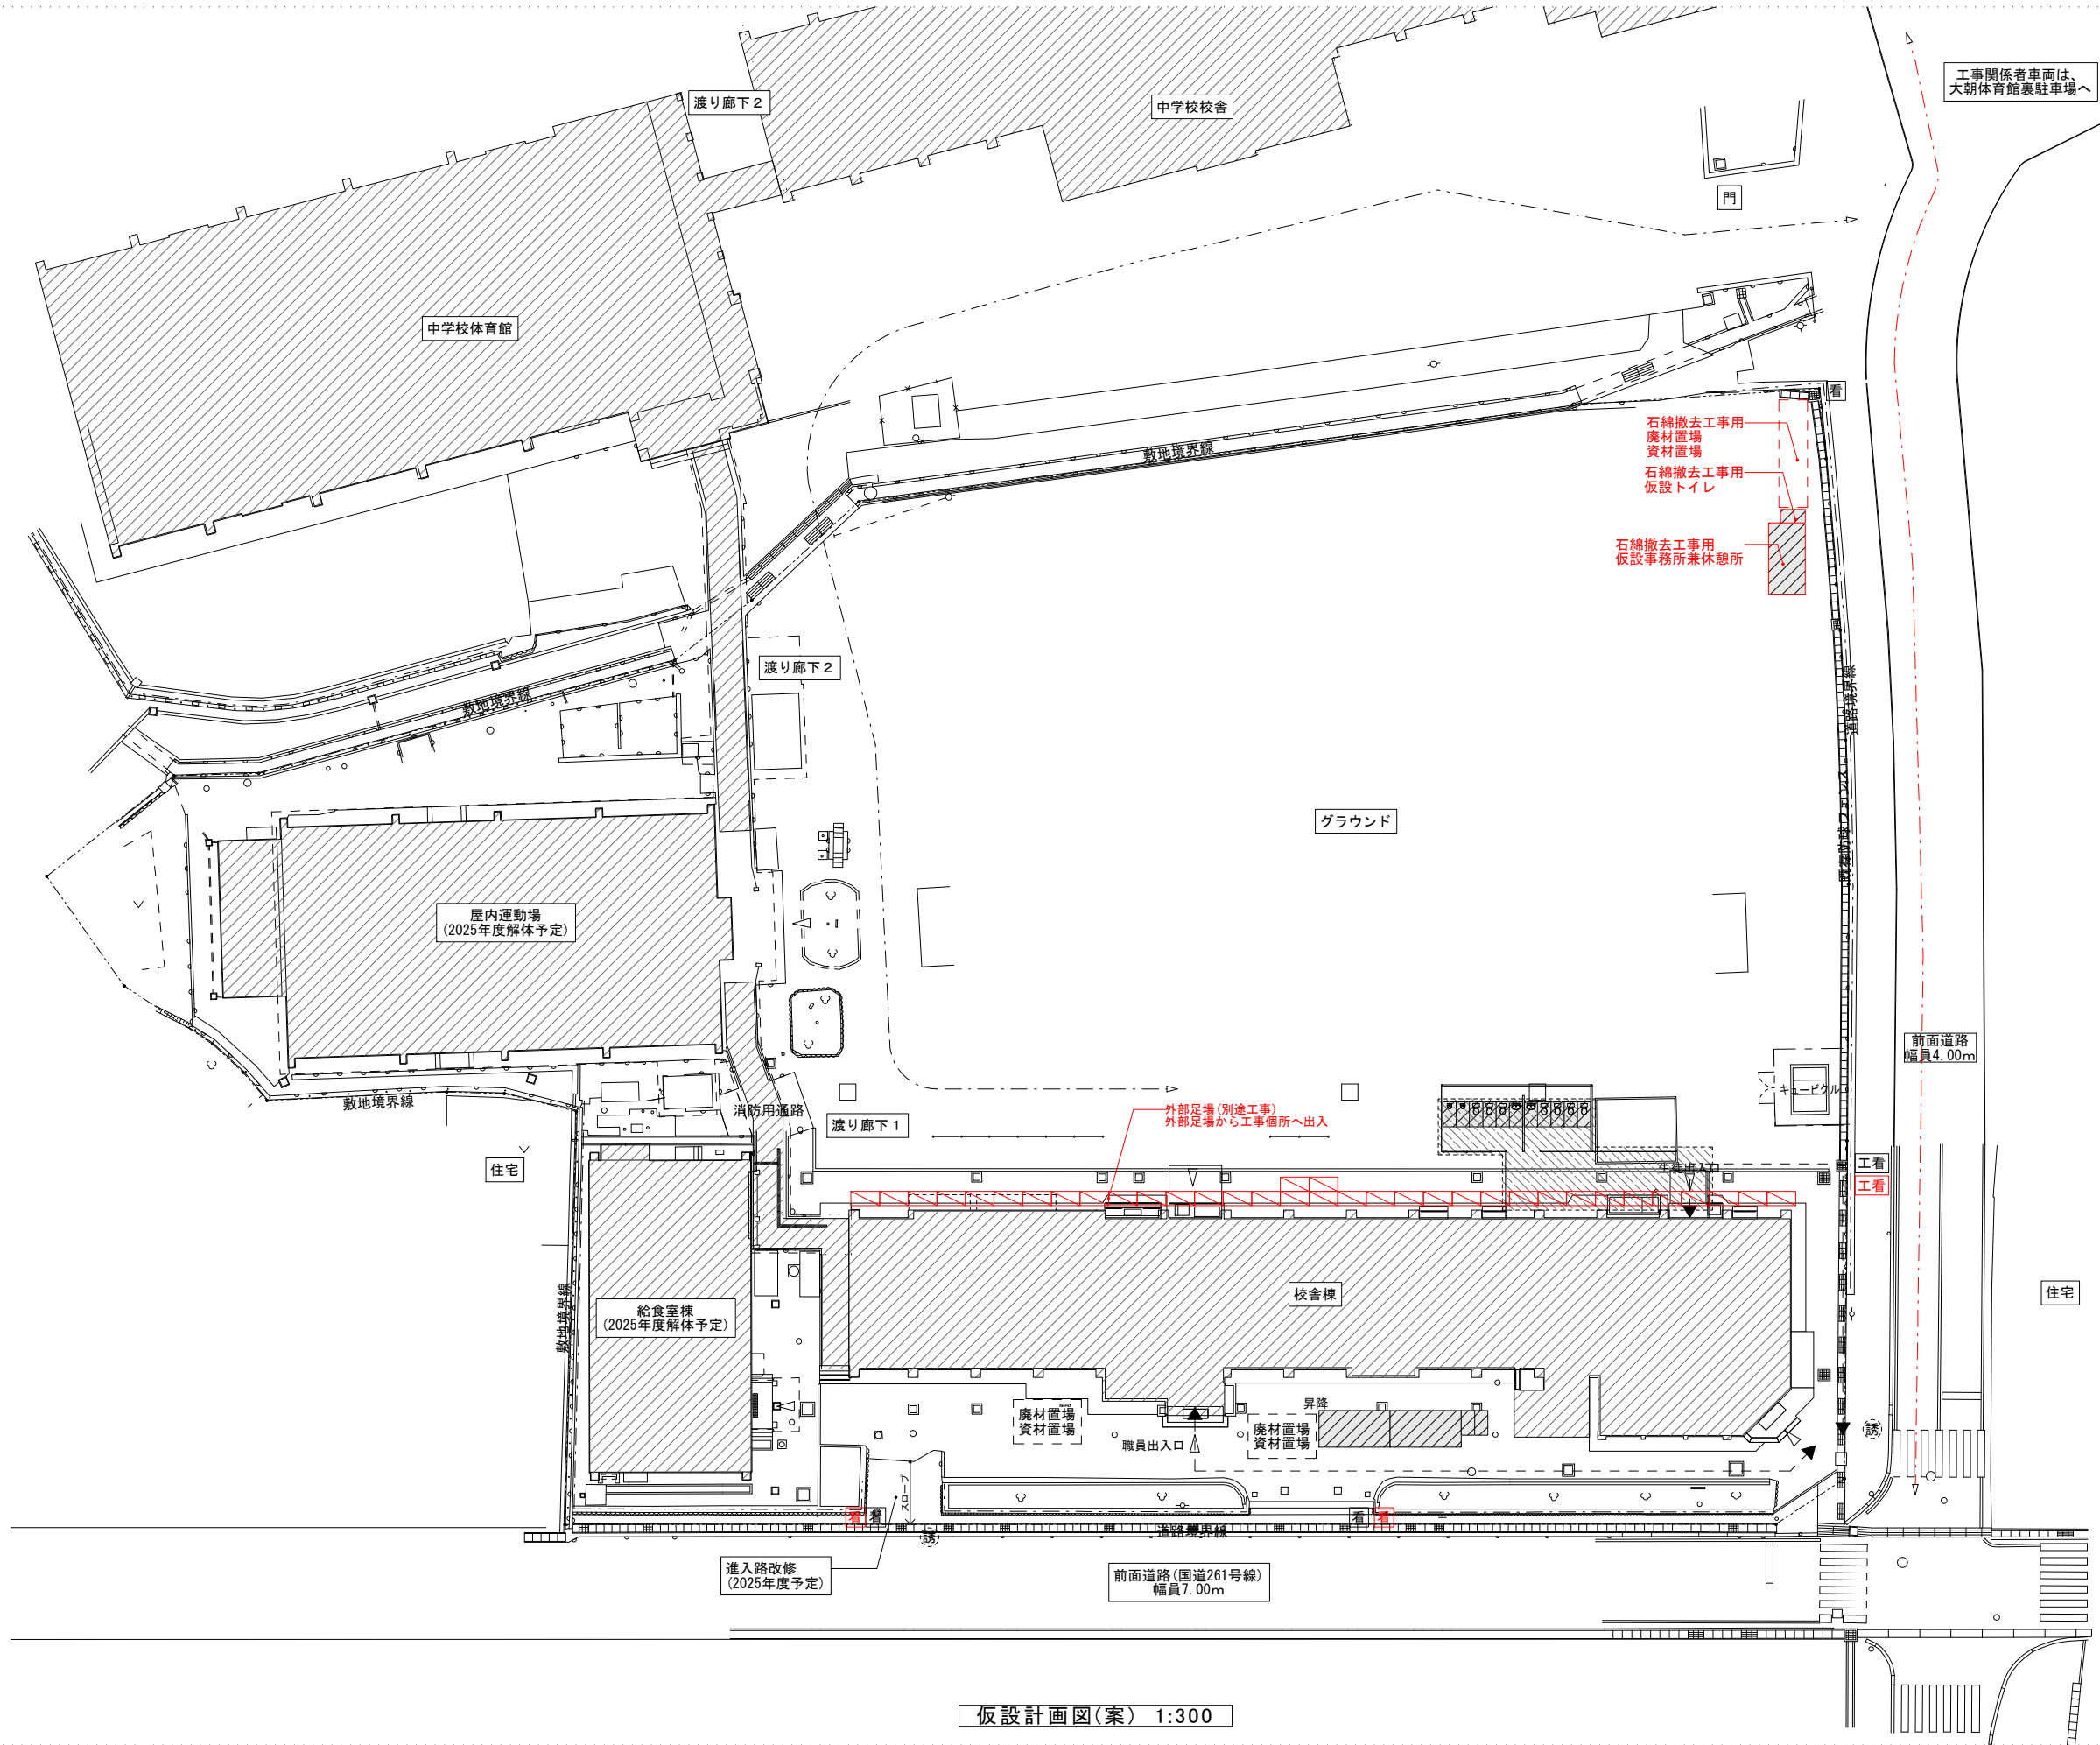 工事関係者車両は、
大朝体育館裏駐車場へ
渡り廊下２
中学校校舎
門
中学校体育館
看
石綿撤去工事用
廃材置場
資材置場
石綿撤去工事用
仮設トイレ
石綿撤去工事用
仮設事務所兼休憩所
敷地境界線
渡り廊下２
敷地境界線
道路境界線
グラウンド
既存防球フェンス
屋内運動場
(2025年度解体予定)
前面道路
幅員4.00m
キュービクル
敷地境界線
消防用通路
渡り廊下１
外部足場(別途工事)
外部足場から工事個所へ出入
住宅
生徒出入口
工看
工看
校舎棟
住宅
給食室棟
(2025年度解体予定)
敷地境界線
廃材置場
資材置場
昇降
廃材置場
資材置場
職員出入口
誘
スロープ
看
看
看
看
誘
道路境界線
進入路改修
(2025年度予定)
前面道路(国道261号線)
幅員7.00m
仮設計画図(案) 1:300